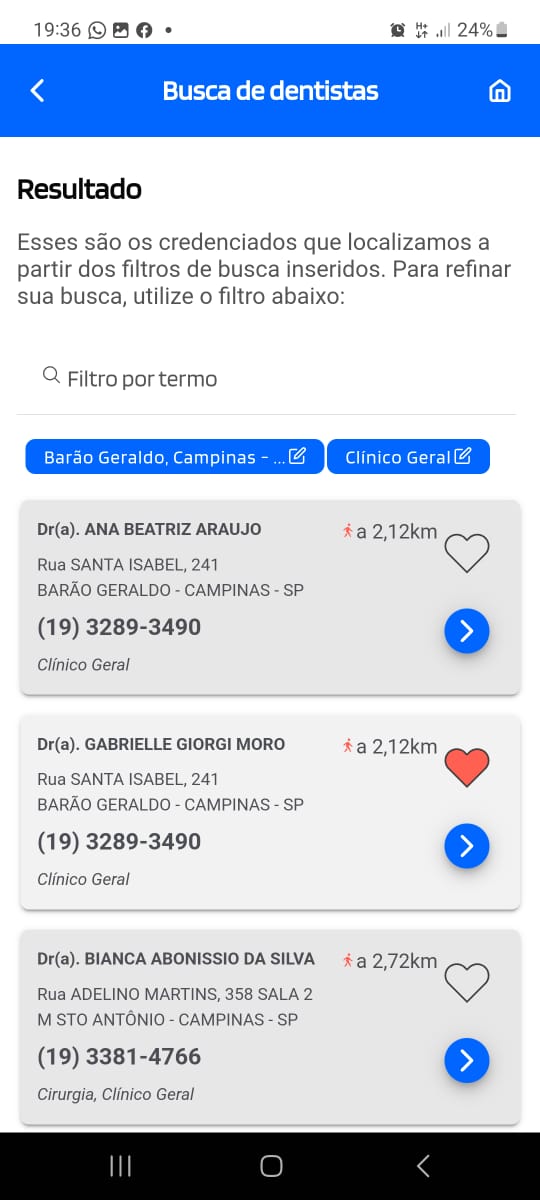 19:36
24%
Busca de dentistas
Resultado
Esses são os credenciados que localizamos a
partir dos filtros de busca inseridos. Para refinar
sua busca, utilize o filtro abaixo:
Filtro por termo
Barão Geraldo, Campinas - ...
Clínico Geral
Dr(a). ANA BEATRIZ ARAUJO
a 2,12km
Rua SANTA ISABEL, 241
BARÃO GERALDO - CAMPINAS - SP
(19) 3289-3490
Clínico Geral
Dr(a). GABRIELLE GIORGI MORO
a 2,12km
Rua SANTA ISABEL, 241
BARÃO GERALDO - CAMPINAS - SP
(19) 3289-3490
Clínico Geral
Dr(a). BIANCA ABONISSIO DA SILVA
a 2,72km
Rua ADELINO MARTINS, 358 SALA 2
M STO ANTÔNIO - CAMPINAS - SP
(19) 3381-4766
Cirurgia, Clínico Geral